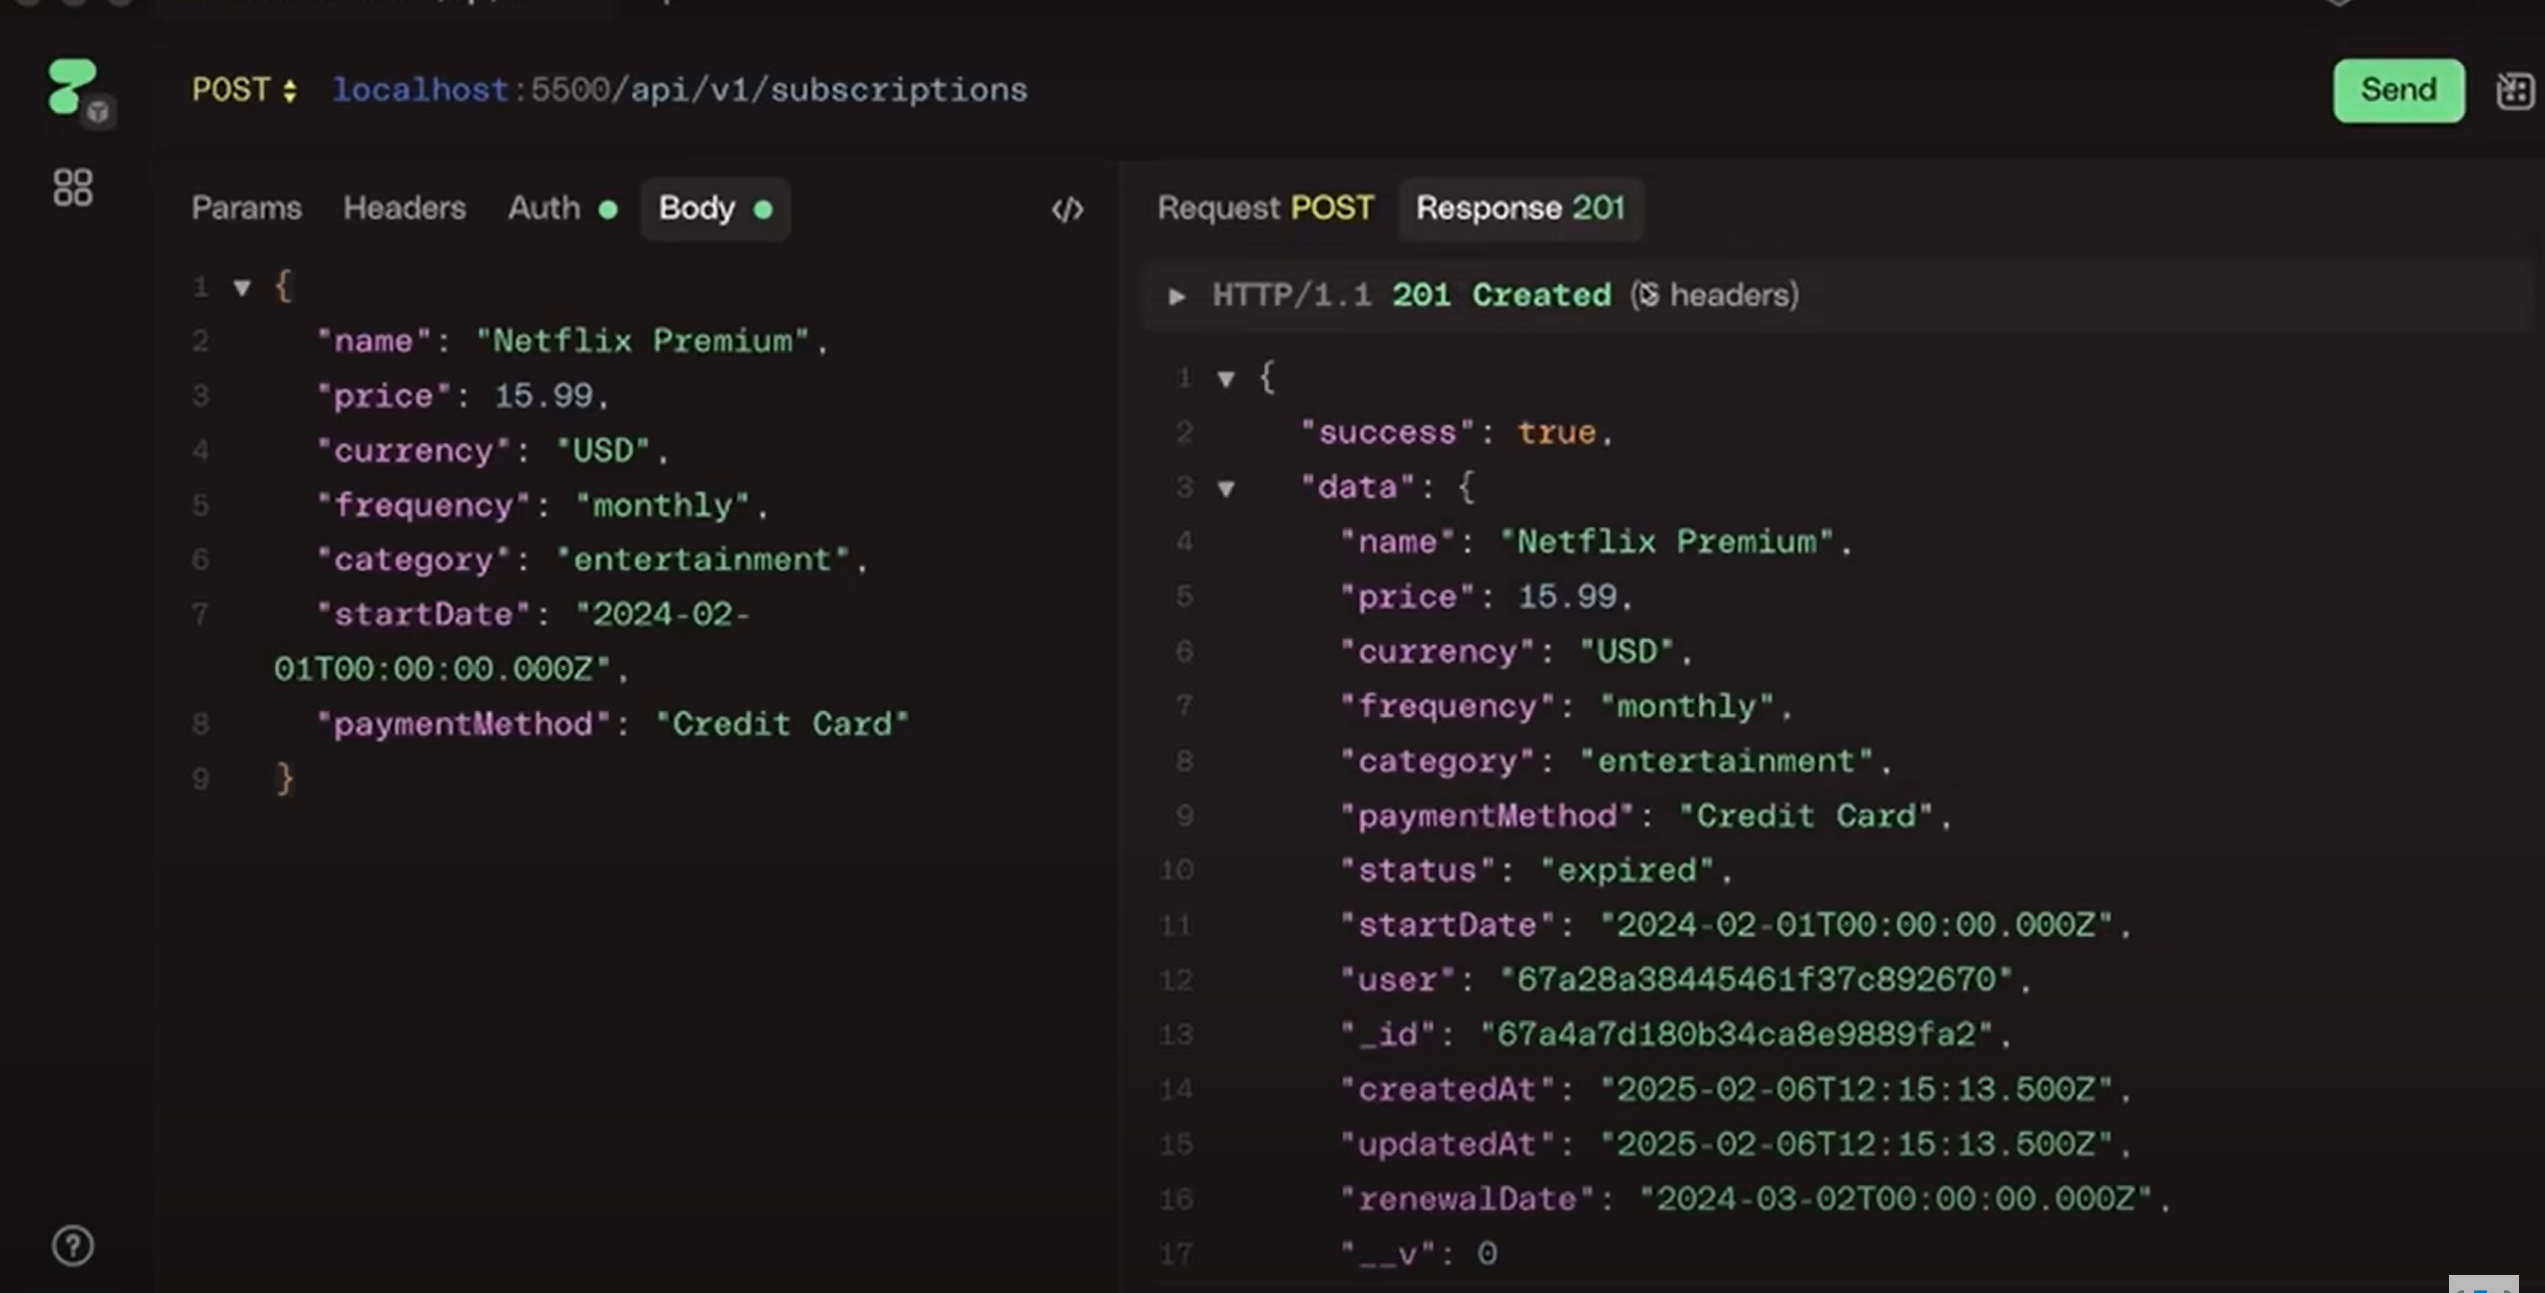 POST localhost:5500/api/v1/subscriptions Send
Params Headers Auth Body </>
1 {
2 "name": "Netflix Premium",
3 "price": 15.99,
4 "currency": "USD",
5 "frequency": "monthly",
6 "category": "entertainment",
7 "startDate": "2024-02-
01T00:00:00.000Z",
8 "paymentMethod": "Credit Card"
9 }
Request POST Response 201
HTTP/1.1 201 Created headers)
1 {
2 "success": true,
3 "data": {
4 "name": "Netflix Premium",
5 "price": 15.99,
6 "currency": "USD",
7 "frequency": "monthly",
8 "category": "entertainment",
9 "paymentMethod": "Credit Card",
10 "status": "expired",
11 "startDate": "2024-02-01T00:00:00.000Z",
12 "user": "67a28a38445461f37c892670",
13 "_id": "67a4a7d180b34ca8e9889fa2",
14 "createdAt": "2025-02-06T12:15:13.500Z",
15 "updatedAt": "2025-02-06T12:15:13.500Z",
16 "renewalDate": "2024-03-02T00:00:00.000Z",
17 "__v": 0
?